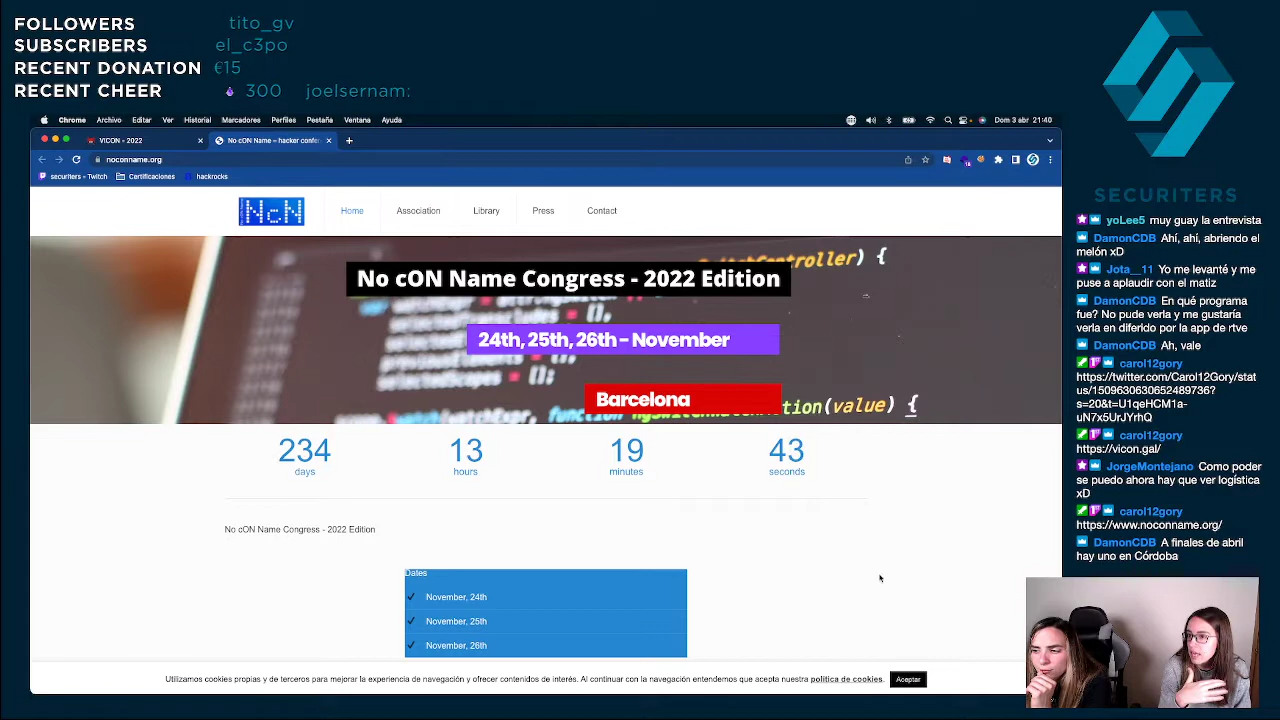 FOLLOWERS tito_gv
SUBSCRIBERS el_c3po
RECENT DONATION €15
RECENT CHEER 300 joelsernam:
Chrome Archivo Editar Ver Historial Marcadores Perfiles Pestaña Ventana Ayuda Dom 3 abr 21:40
VICON - 2022 No cON Name – hacker confe
noconname.org
securiters - Twitch Certificaciones hackrocks
NcN Home Association Library Press Contact
Controller) {
No cON Name Congress - 2022 Edition
24th, 25th, 26th – November
Barcelona
(value) {
234 13 19 43
days hours minutes seconds
No cON Name Congress - 2022 Edition
Dates
November, 24th
November, 25th
November, 26th
Utilizamos cookies propias y de terceros para mejorar la experiencia de navegación y ofrecer contenidos de interés. Al continuar con la navegación entendemos que acepta nuestra política de cookies. Aceptar
SECURITERS
yoLee5 muy guay la entrevista
DamonCDB Ahí, ahí, abriendo el
melón xD
Jota__11 Yo me levanté y me
puse a aplaudir con el matiz
DamonCDB En qué programa
fue? No pude verla y me gustaría
verla en diferido por la app de rtve
DamonCDB Ah, vale
carol12gory
https://twitter.com/Carol12Gory/stat
us/1509630630652489736?
s=20&t=U1qeHCM1a-
uN7x5UrJYrhQ
carol12gory
https://vicon.gal/
JorgeMontejano Como poder
se puedo ahora hay que ver logística
xD
carol12gory
https://www.noconname.org/
DamonCDB A finales de abril
hay uno en Córdoba